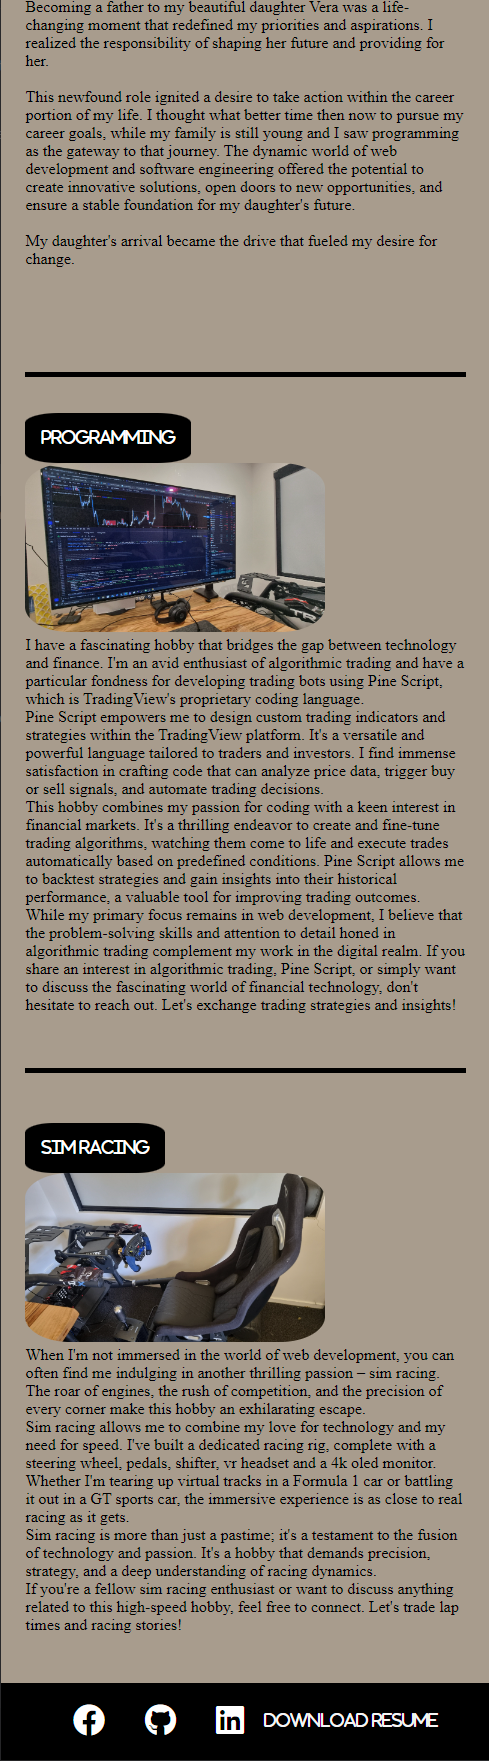 Becoming a father to my beautiful daughter Vera was a life-
changing moment that redefined my priorities and aspirations. I
realized the responsibility of shaping her future and providing for
her.
This newfound role ignited a desire to take action within the career
portion of my life. I thought what better time then now to pursue my
career goals, while my family is still young and I saw programming
as the gateway to that journey. The dynamic world of web
development and software engineering offered the potential to
create innovative solutions, open doors to new opportunities, and
ensure a stable foundation for my daughter's future.
My daughter's arrival became the drive that fueled my desire for
change.
PROGRAMMING
I have a fascinating hobby that bridges the gap between technology
and finance. I'm an avid enthusiast of algorithmic trading and have a
particular fondness for developing trading bots using Pine Script,
which is TradingView's proprietary coding language.
Pine Script empowers me to design custom trading indicators and
strategies within the TradingView platform. It's a versatile and
powerful language tailored to traders and investors. I find immense
satisfaction in crafting code that can analyze price data, trigger buy
or sell signals, and automate trading decisions.
This hobby combines my passion for coding with a keen interest in
financial markets. It's a thrilling endeavor to create and fine-tune
trading algorithms, watching them come to life and execute trades
automatically based on predefined conditions. Pine Script allows me
to backtest strategies and gain insights into their historical
performance, a valuable tool for improving trading outcomes.
While my primary focus remains in web development, I believe that
the problem-solving skills and attention to detail honed in
algorithmic trading complement my work in the digital realm. If you
share an interest in algorithmic trading, Pine Script, or simply want
to discuss the fascinating world of financial technology, don't
hesitate to reach out. Let's exchange trading strategies and insights!
SIM RACING
When I'm not immersed in the world of web development, you can
often find me indulging in another thrilling passion – sim racing.
The roar of engines, the rush of competition, and the precision of
every corner make this hobby an exhilarating escape.
Sim racing allows me to combine my love for technology and my
need for speed. I've built a dedicated racing rig, complete with a
steering wheel, pedals, shifter, vr headset and a 4k oled monitor.
Whether I'm tearing up virtual tracks in a Formula 1 car or battling
it out in a GT sports car, the immersive experience is as close to real
racing as it gets.
Sim racing is more than just a pastime; it's a testament to the fusion
of technology and passion. It's a hobby that demands precision,
strategy, and a deep understanding of racing dynamics.
If you're a fellow sim racing enthusiast or want to discuss anything
related to this high-speed hobby, feel free to connect. Let's trade lap
times and racing stories!
DOWNLOAD RESUME